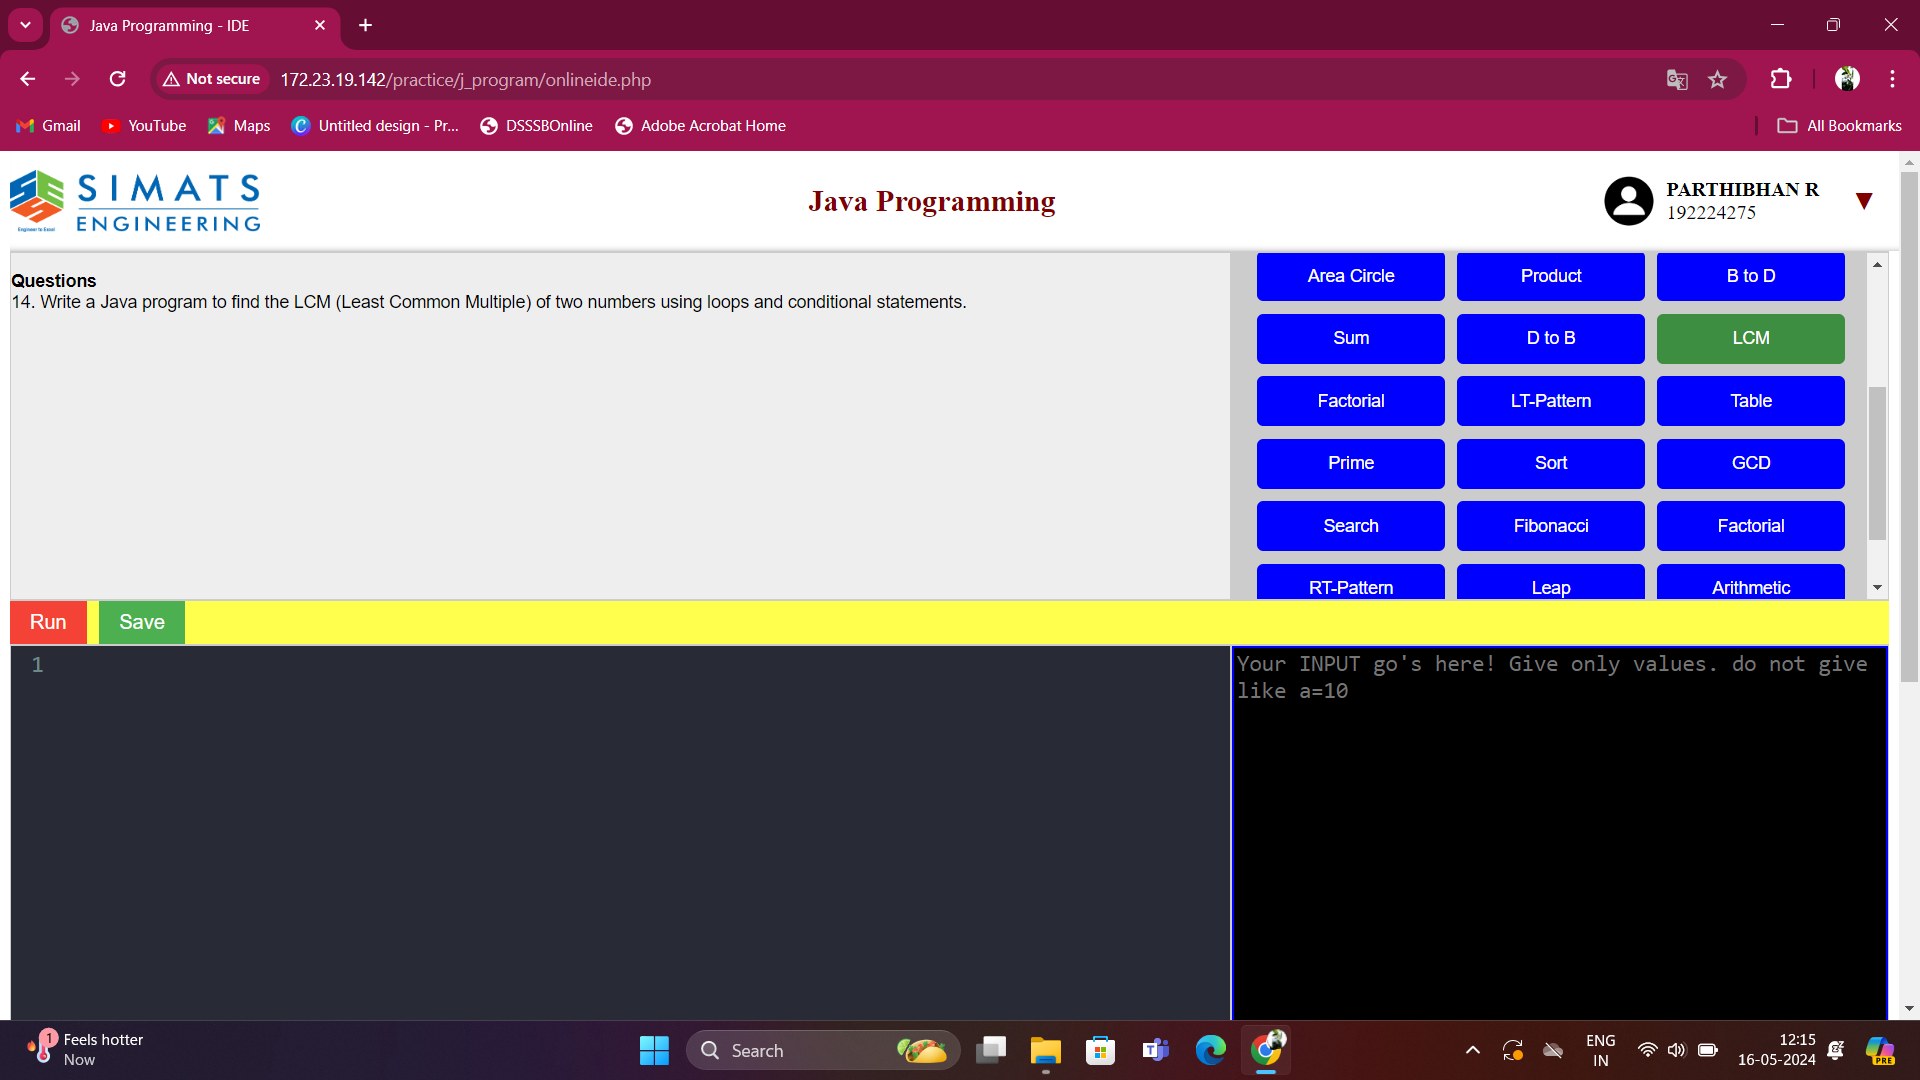 Java Programming - IDE
Not secure
172.23.19.142/practice/j_program/onlineide.php
Gmail
YouTube
Maps
Untitled design - Pr...
DSSSBOnline
Adobe Acrobat Home
All Bookmarks
SIMATS
ENGINEERING
Engineer to Excel
Java Programming
PARTHIBHAN R
192224275
Questions
14. Write a Java program to find the LCM (Least Common Multiple) of two numbers using loops and conditional statements.
Area Circle
Product
B to D
Sum
D to B
LCM
Factorial
LT-Pattern
Table
Prime
Sort
GCD
Search
Fibonacci
Factorial
RT-Pattern
Leap
Arithmetic
Run
Save
1
Your INPUT go's here! Give only values. do not give
like a=10
1
Feels hotter
Now
Search
ENG
IN
12:15
16-05-2024
PRE